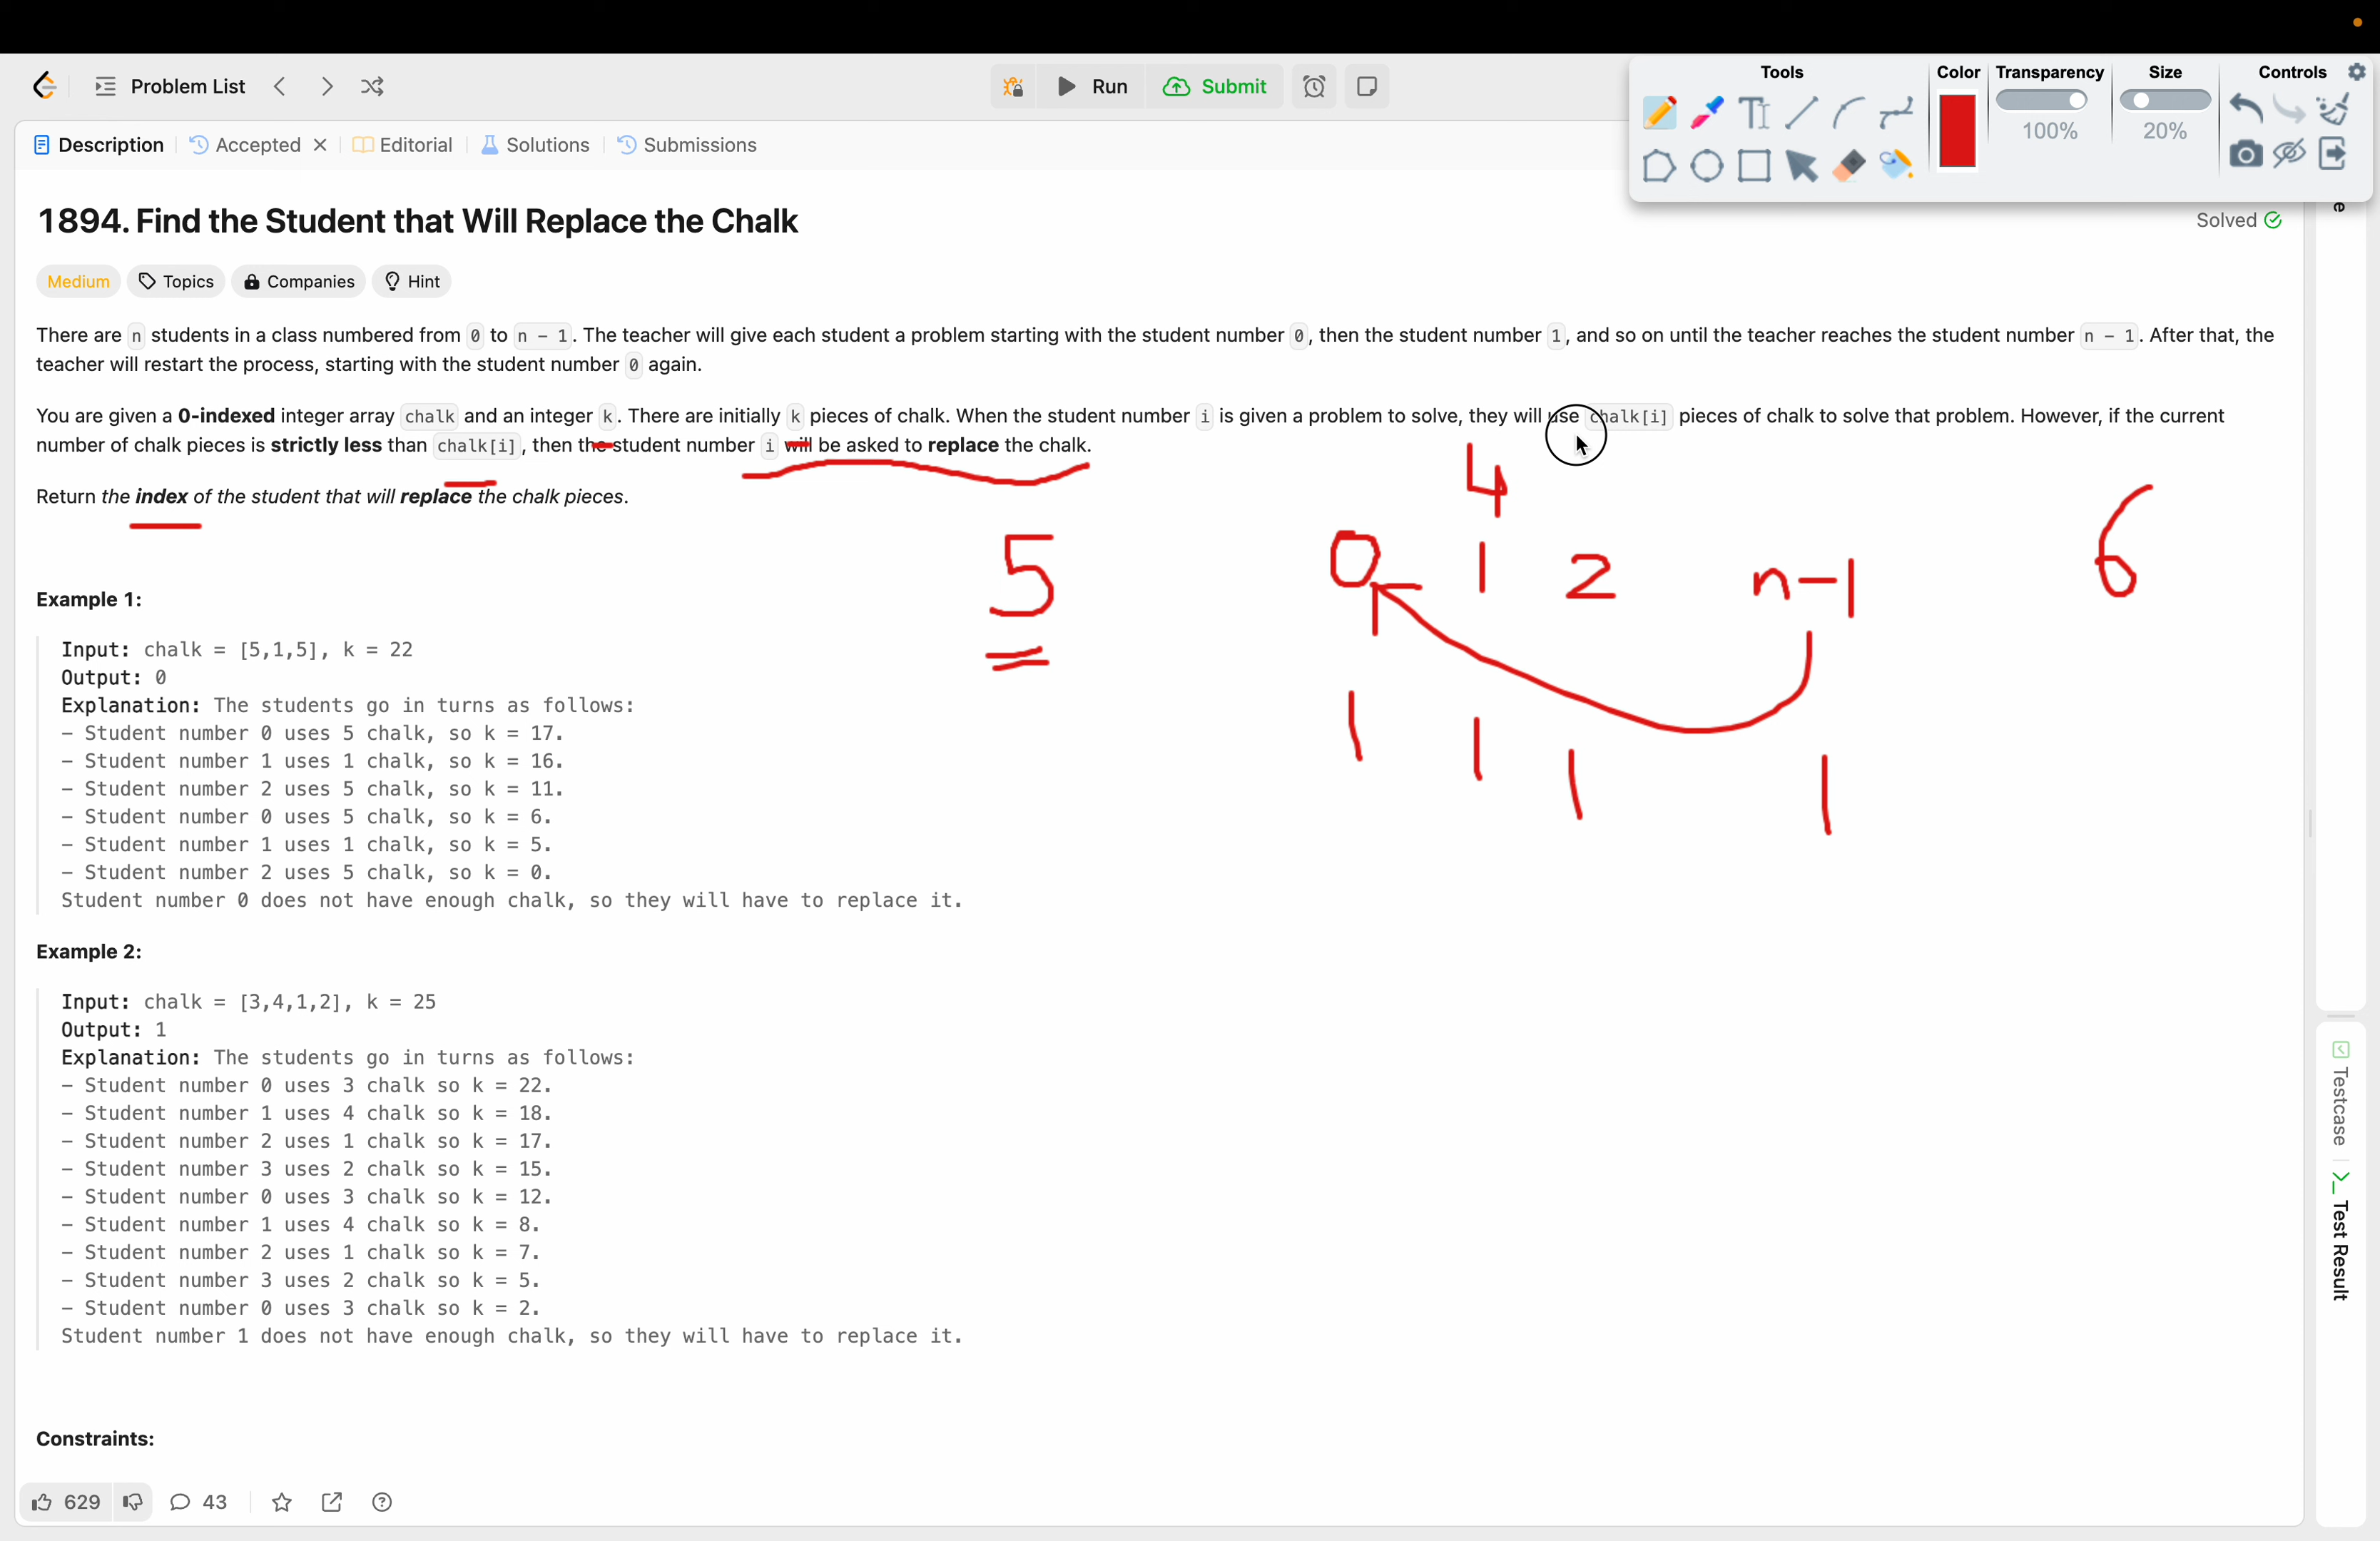 Problem List
Run
Submit
Tools
Color
Transparency
Size
Controls
100%
20%
Description
Accepted
Editorial
Solutions
Submissions
1894. Find the Student that Will Replace the Chalk
Solved
e
Medium
Topics
Companies
Hint
There are n students in a class numbered from 0 to n - 1. The teacher will give each student a problem starting with the student number 0, then the student number 1, and so on until the teacher reaches the student number n - 1. After that, the
teacher will restart the process, starting with the student number 0 again.
You are given a 0-indexed integer array chalk and an integer k. There are initially k pieces of chalk. When the student number i is given a problem to solve, they will use chalk[i] pieces of chalk to solve that problem. However, if the current
number of chalk pieces is strictly less than chalk[i], then the student number i will be asked to replace the chalk.
Return the index of the student that will replace the chalk pieces.
4
5
0 1 2 n-1
6
1 1 1 1
Example 1:
Input: chalk = [5,1,5], k = 22
Output: 0
Explanation: The students go in turns as follows:
- Student number 0 uses 5 chalk, so k = 17.
- Student number 1 uses 1 chalk, so k = 16.
- Student number 2 uses 5 chalk, so k = 11.
- Student number 0 uses 5 chalk, so k = 6.
- Student number 1 uses 1 chalk, so k = 5.
- Student number 2 uses 5 chalk, so k = 0.
Student number 0 does not have enough chalk, so they will have to replace it.
Example 2:
Input: chalk = [3,4,1,2], k = 25
Output: 1
Explanation: The students go in turns as follows:
- Student number 0 uses 3 chalk so k = 22.
- Student number 1 uses 4 chalk so k = 18.
- Student number 2 uses 1 chalk so k = 17.
- Student number 3 uses 2 chalk so k = 15.
- Student number 0 uses 3 chalk so k = 12.
- Student number 1 uses 4 chalk so k = 8.
- Student number 2 uses 1 chalk so k = 7.
- Student number 3 uses 2 chalk so k = 5.
- Student number 0 uses 3 chalk so k = 2.
Student number 1 does not have enough chalk, so they will have to replace it.
Constraints:
629
43
Testcase
Test Result